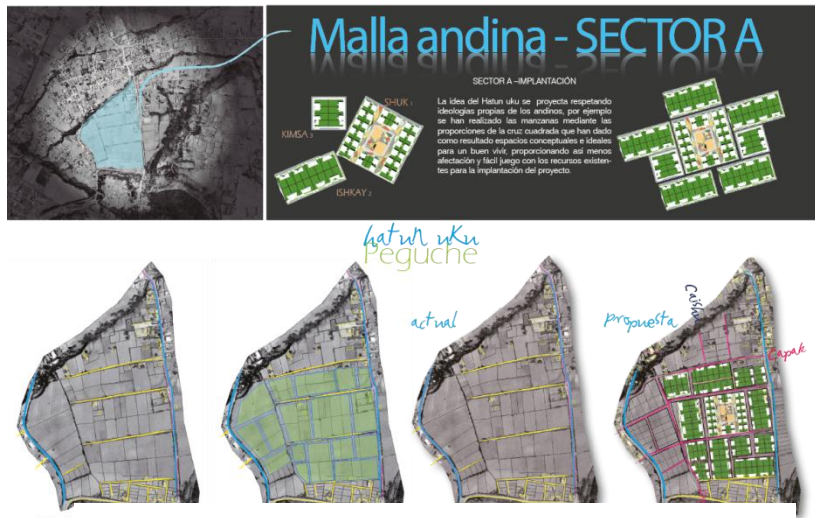 Malla andina - SECTOR A
SECTOR A –IMPLANTACIÓN
La idea del Hatun uku se proyecta respetando
ideologias propias de los andinos, por ejemplo
se han realizado las manzanas mediante las
proporciones de la cruz cuadrada que han dado
como resultado espacios conceptuales e ideales
para un buen vivir, proporcionando asi menos
afectación y fácil juego con los recursos existen-
tes para la implantación del proyecto.
SHUK 1
KIMSA 3
ISHKAY 2
hatun uku
Peguche
actual
propuesta
Capak